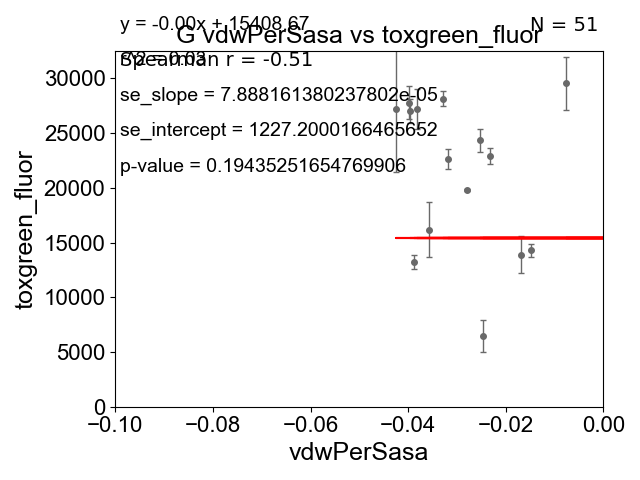 y = -0.00x + 15408.67
N = 51
G vdwPerSasa vs toxgreen_fluor
Spearman r = -0.51
se_slope = 7.888161380237802e-05
se_intercept = 1227.2000166465652
p-value = 0.19435251654769906
toxgreen_fluor
30000
25000
20000
15000
10000
5000
0
−0.10
−0.08
−0.06
−0.04
−0.02
0.00
vdwPerSasa